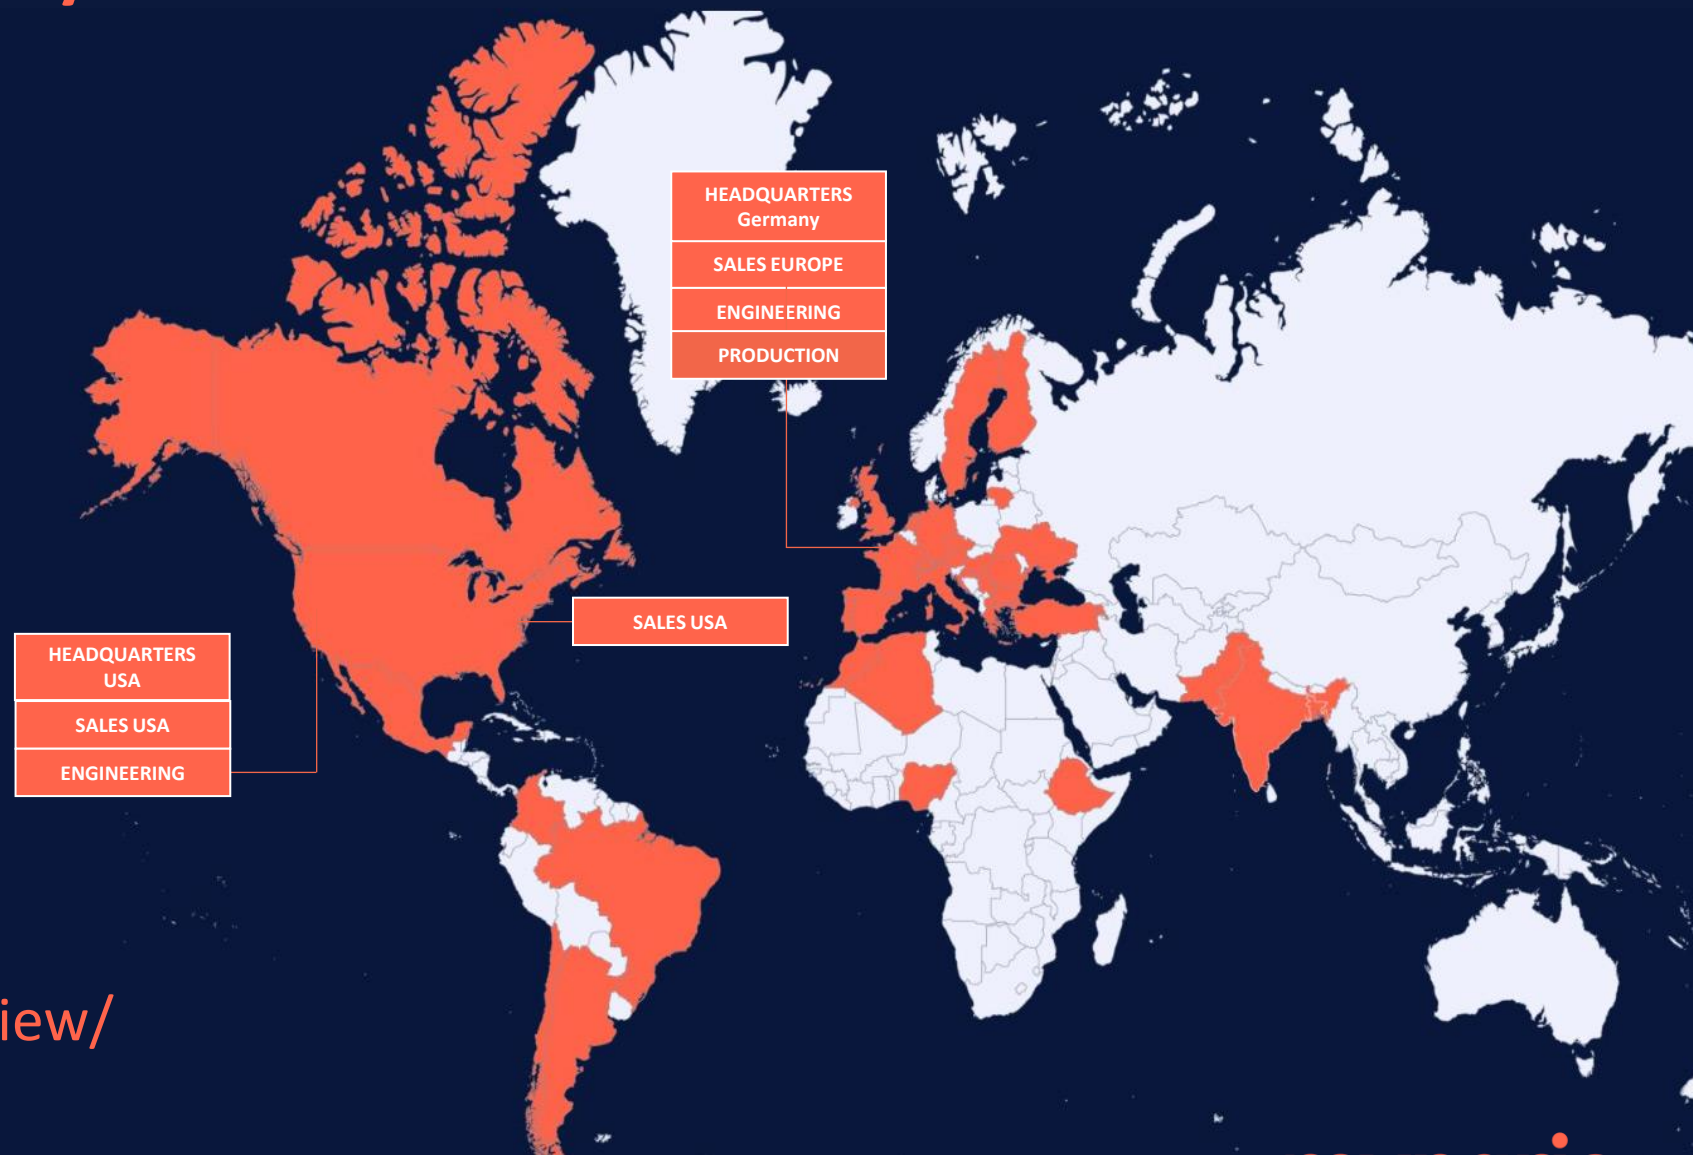 HEADQUARTERS
Germany
SALES EUROPE
ENGINEERING
PRODUCTION
SALES USA
HEADQUARTERS
USA
SALES USA
ENGINEERING
iew/